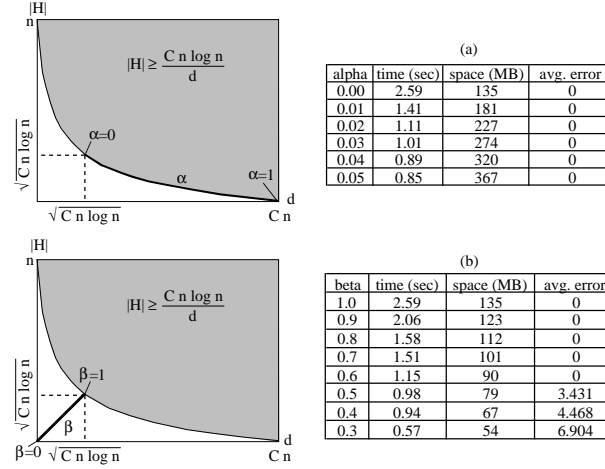 |H|
n
|H| ≥ C n log n / d
α=0
α=1
α
√C n log n
d
√C n log n
C n
(a)
alpha time (sec) space (MB) avg. error
0.00 2.59 135 0
0.01 1.41 181 0
0.02 1.11 227 0
0.03 1.01 274 0
0.04 0.89 320 0
0.05 0.85 367 0
|H|
n
|H| ≥ C n log n / d
β=1
√C n log n
β
d
β=0
√C n log n
C n
(b)
beta time (sec) space (MB) avg. error
1.0 2.59 135 0
0.9 2.06 123 0
0.8 1.58 112 0
0.7 1.51 101 0
0.6 1.15 90 0
0.5 0.98 79 3.431
0.4 0.94 67 4.468
0.3 0.57 54 6.904